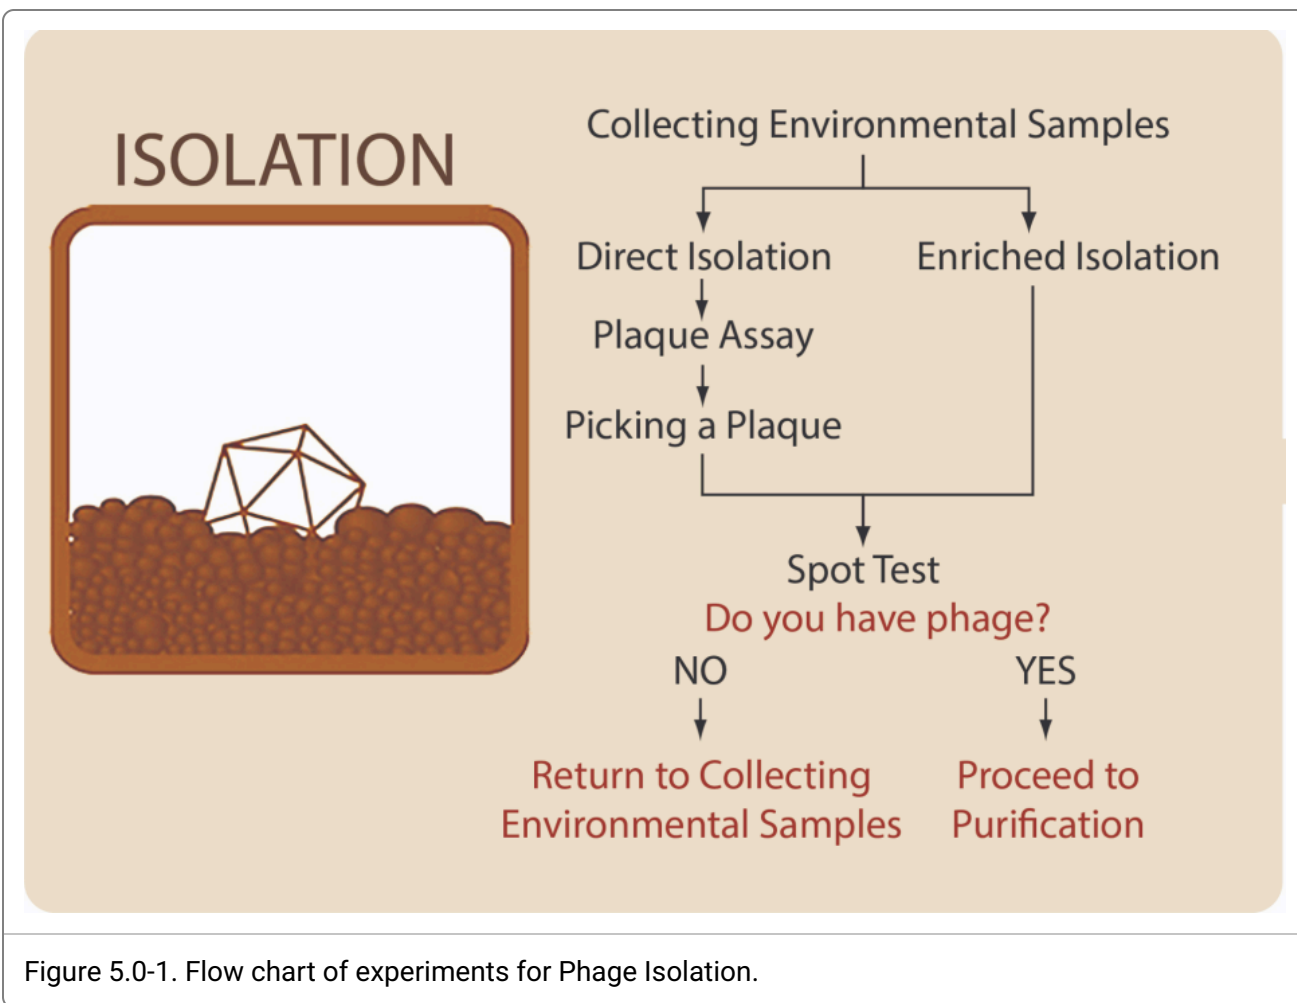 ISOLATION
Collecting Environmental Samples
Direct Isolation
Enriched Isolation
Plaque Assay
Picking a Plaque
Spot Test
Do you have phage?
NO
YES
Return to Collecting
Environmental Samples
Proceed to
Purification
Figure 5.0-1. Flow chart of experiments for Phage Isolation.